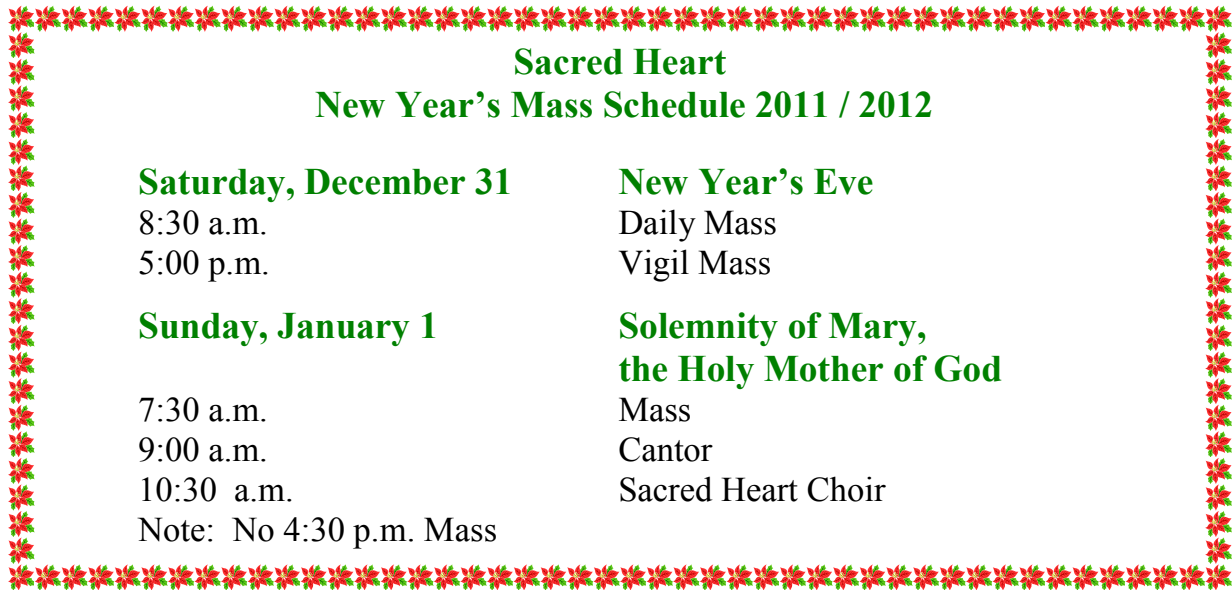 Sacred Heart
New Year’s Mass Schedule 2011 / 2012
Saturday, December 31 New Year’s Eve
8:30 a.m. Daily Mass
5:00 p.m. Vigil Mass
Sunday, January 1 Solemnity of Mary,
the Holy Mother of God
7:30 a.m. Mass
9:00 a.m. Cantor
10:30 a.m. Sacred Heart Choir
Note: No 4:30 p.m. Mass